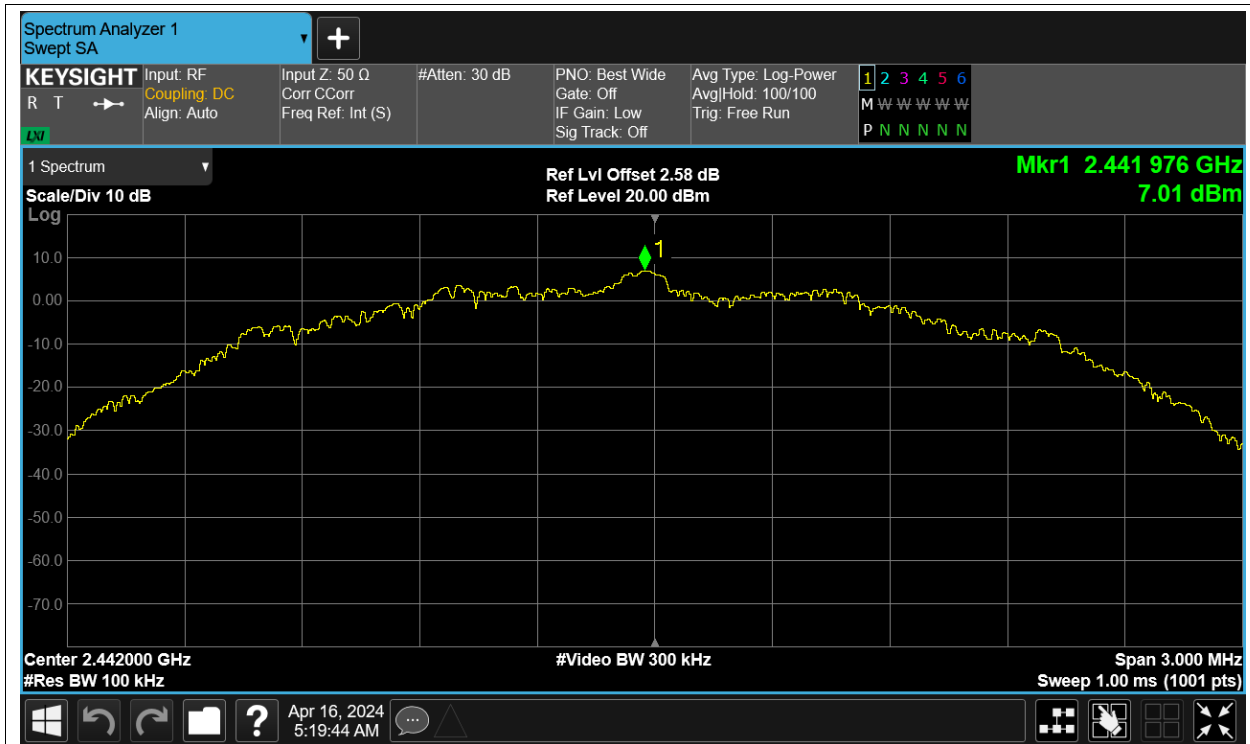 Spectrum Analyzer 1
Swept SA
KEYSIGHT
R T
LXI
Input: RF
Coupling: DC
Align: Auto
Input Z: 50 Ω
Corr CCorr
Freq Ref: Int (S)
#Atten: 30 dB
PNO: Best Wide
Gate: Off
IF Gain: Low
Sig Track: Off
Avg Type: Log-Power
Avg|Hold: 100/100
Trig: Free Run
1 2 3 4 5 6
M W W W W W
P N N N N N
1 Spectrum
Scale/Div 10 dB
Ref Lvl Offset 2.58 dB
Ref Level 20.00 dBm
Mkr1 2.441 976 GHz
7.01 dBm
Log
1
10.0
0.00
-10.0
-20.0
-30.0
-40.0
-50.0
-60.0
-70.0
Center 2.442000 GHz
#Video BW 300 kHz
Span 3.000 MHz
#Res BW 100 kHz
Sweep 1.00 ms (1001 pts)
?
Apr 16, 2024
5:19:44 AM